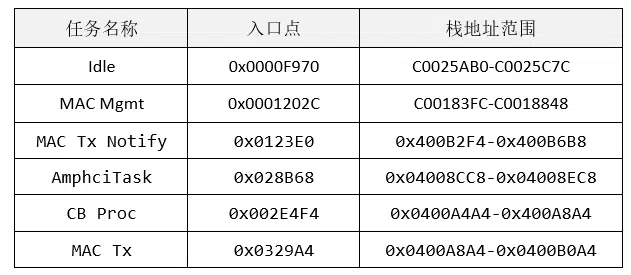 任务名称 入口点 栈地址范围
Idle 0x0000F970 C0025AB0-C0025C7C
MAC Mgmt 0x0001202C C00183FC-C0018848
MAC Tx Notify 0x0123E0 0x400B2F4-0x400B6B8
AmphciTask 0x028B68 0x04008CC8-0x04008EC8
CB Proc 0x002E4F4 0x0400A4A4-0x400A8A4
MAC Tx 0x0329A4 0x0400A8A4-0x0400B0A4